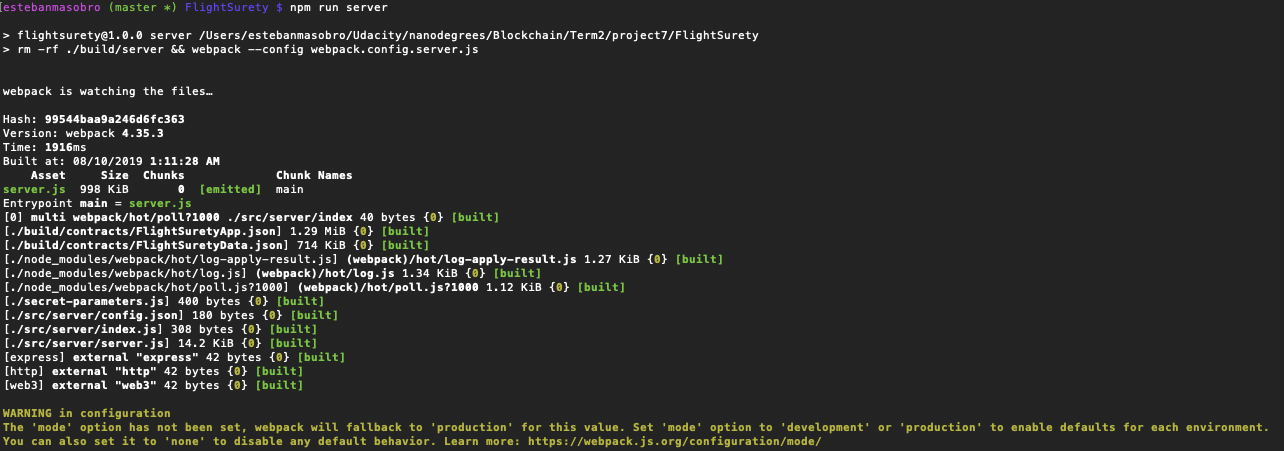 [estebanmasobro (master *) FlightSurety $ npm run server
> flightsurety@1.0.0 server /Users/estebanmasobro/Udacity/nanodegrees/Blockchain/Term2/project7/FlightSurety
> rm -rf ./build/server && webpack --config webpack.config.server.js
webpack is watching the files…
Hash: 99544baa9a246d6fc363
Version: webpack 4.35.3
Time: 1916ms
Built at: 08/10/2019 1:11:28 AM
Asset Size Chunks Chunk Names
server.js 998 KiB 0 [emitted] main
Entrypoint main = server.js
[0] multi webpack/hot/poll?1000 ./src/server/index 40 bytes {0} [built]
[./build/contracts/FlightSuretyApp.json] 1.29 MiB {0} [built]
[./build/contracts/FlightSuretyData.json] 714 KiB {0} [built]
[./node_modules/webpack/hot/log-apply-result.js] (webpack)/hot/log-apply-result.js 1.27 KiB {0} [built]
[./node_modules/webpack/hot/log.js] (webpack)/hot/log.js 1.34 KiB {0} [built]
[./node_modules/webpack/hot/poll.js?1000] (webpack)/hot/poll.js?1000 1.12 KiB {0} [built]
[./secret-parameters.js] 400 bytes {0} [built]
[./src/server/config.json] 180 bytes {0} [built]
[./src/server/index.js] 308 bytes {0} [built]
[./src/server/server.js] 14.2 KiB {0} [built]
[express] external "express" 42 bytes {0} [built]
[http] external "http" 42 bytes {0} [built]
[web3] external "web3" 42 bytes {0} [built]
WARNING in configuration
The 'mode' option has not been set, webpack will fallback to 'production' for this value. Set 'mode' option to 'development' or 'production' to enable defaults for each environment.
You can also set it to 'none' to disable any default behavior. Learn more: https://webpack.js.org/configuration/mode/